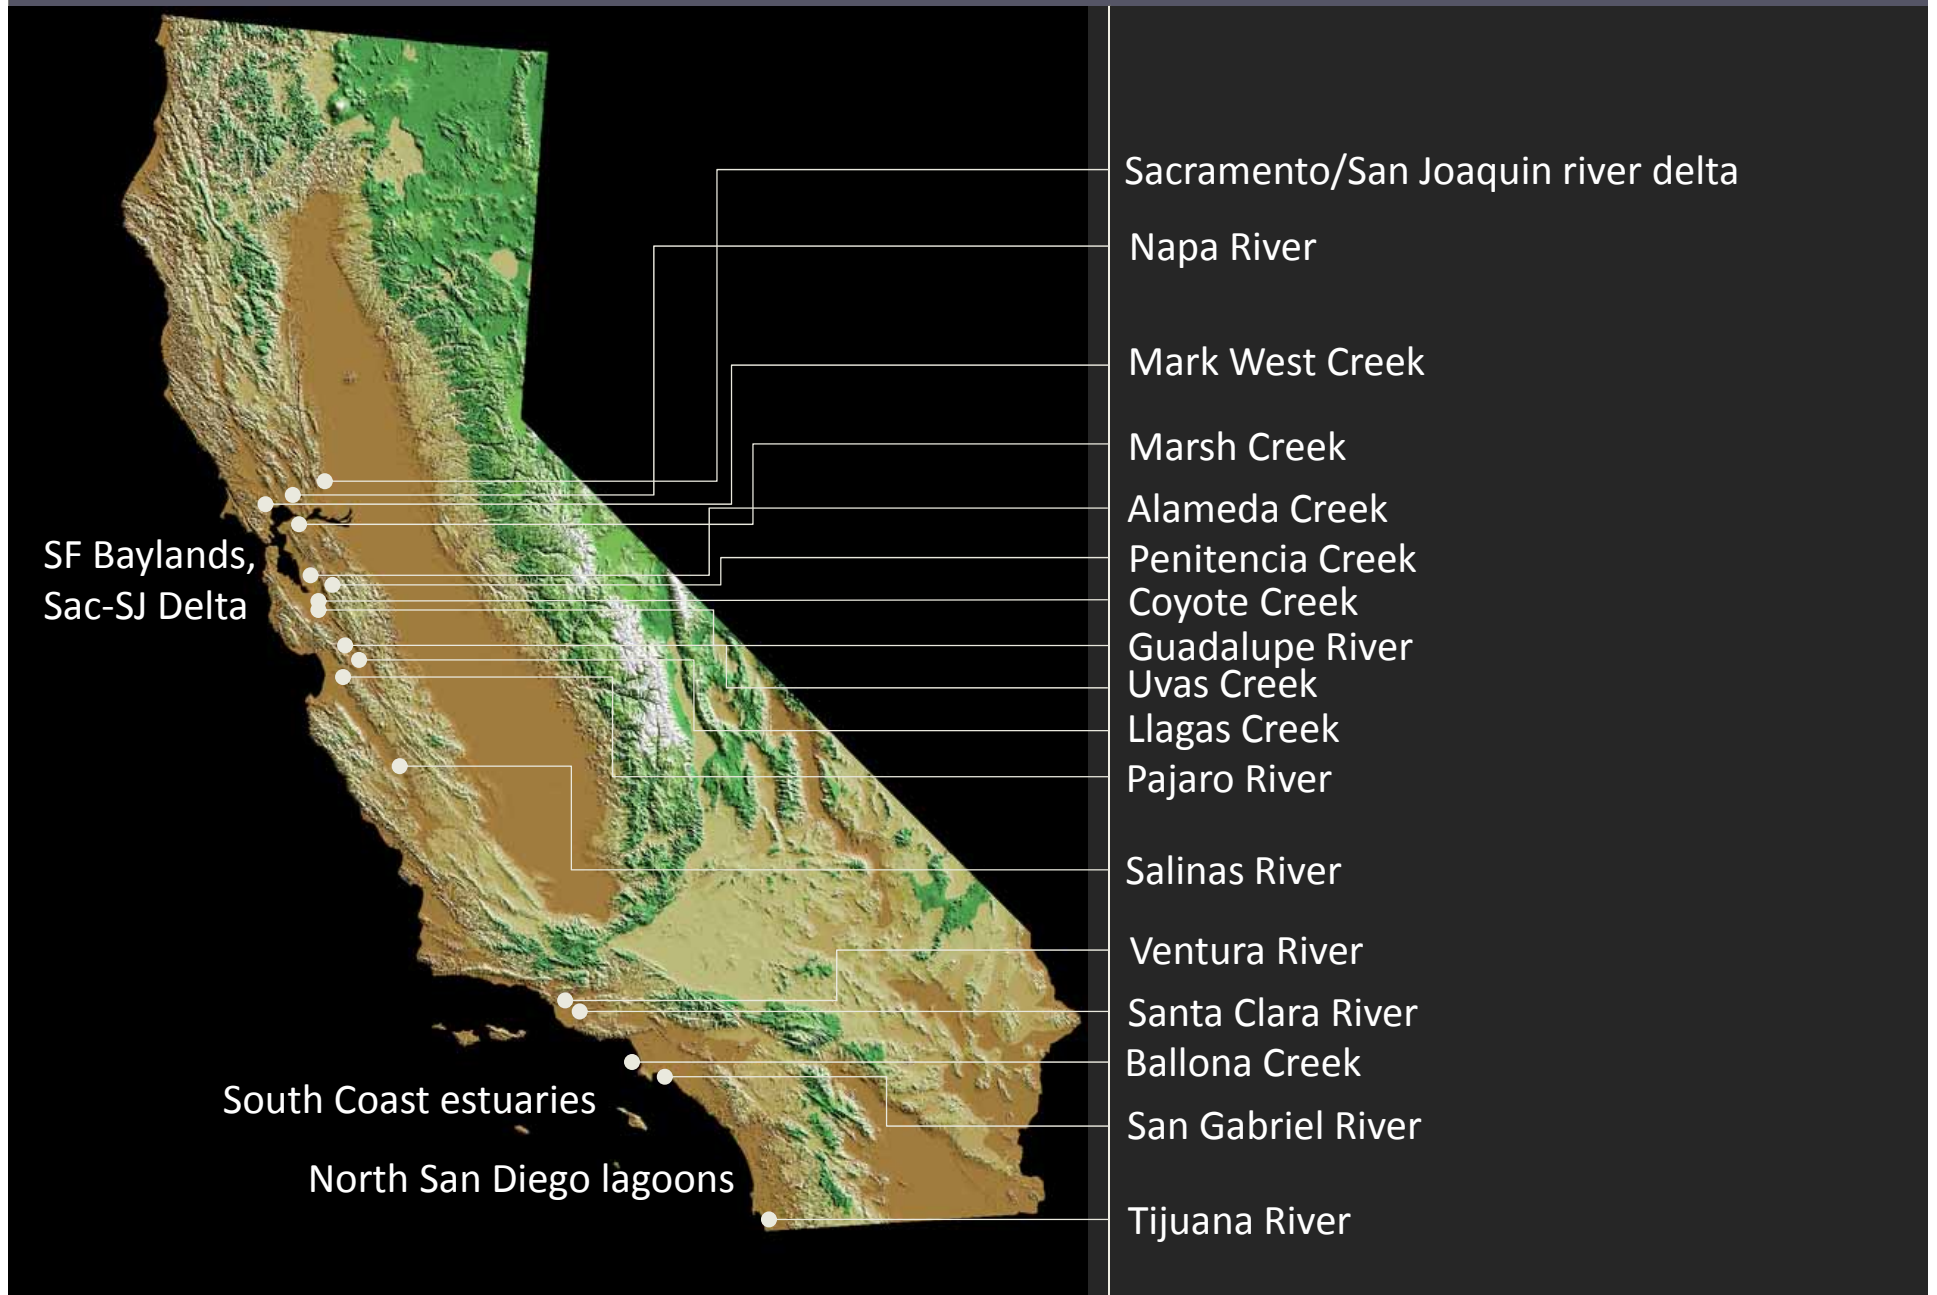 Sacramento/San Joaquin river delta
Napa River
Mark West Creek
Marsh Creek
Alameda Creek
Penitencia Creek
Coyote Creek
Guadalupe River
Uvas Creek
Llagas Creek
Pajaro River
Salinas River
Ventura River
Santa Clara River
Ballona Creek
San Gabriel River
Tijuana River
SF Baylands,
Sac-SJ Delta
South Coast estuaries
North San Diego lagoons